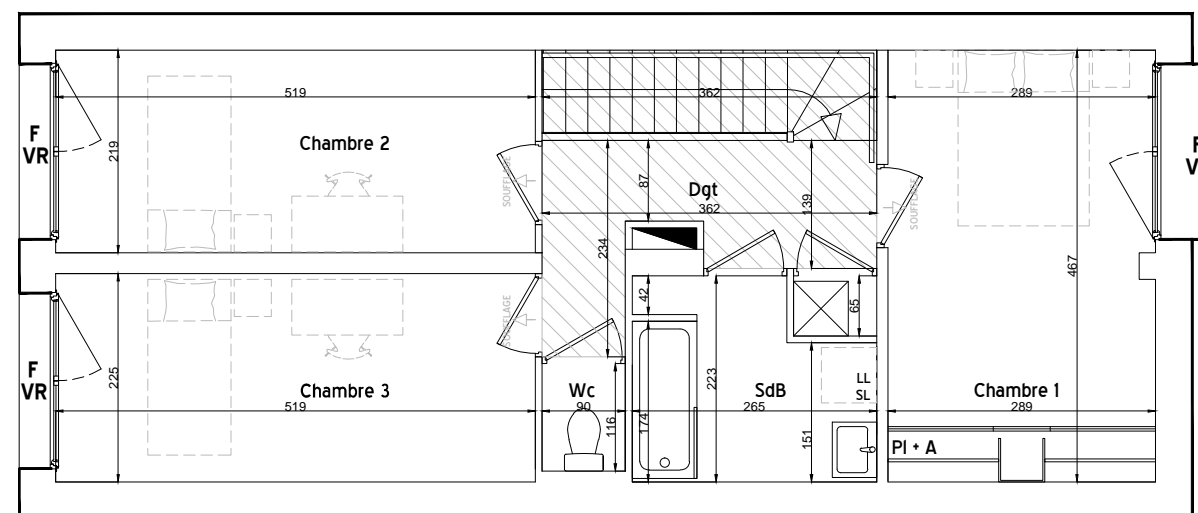 519
362
289
F
VR
219
Chambre 2
SOUFFLAGE
87
Dgt
362
139
SOUFFLAGE
F
V
234
467
42
65
SOUFFLAGE
F
VR
225
Chambre 3
519
Wc
90
116
174
223
SdB
265
LL
SL
151
Chambre 1
289
Pl + A